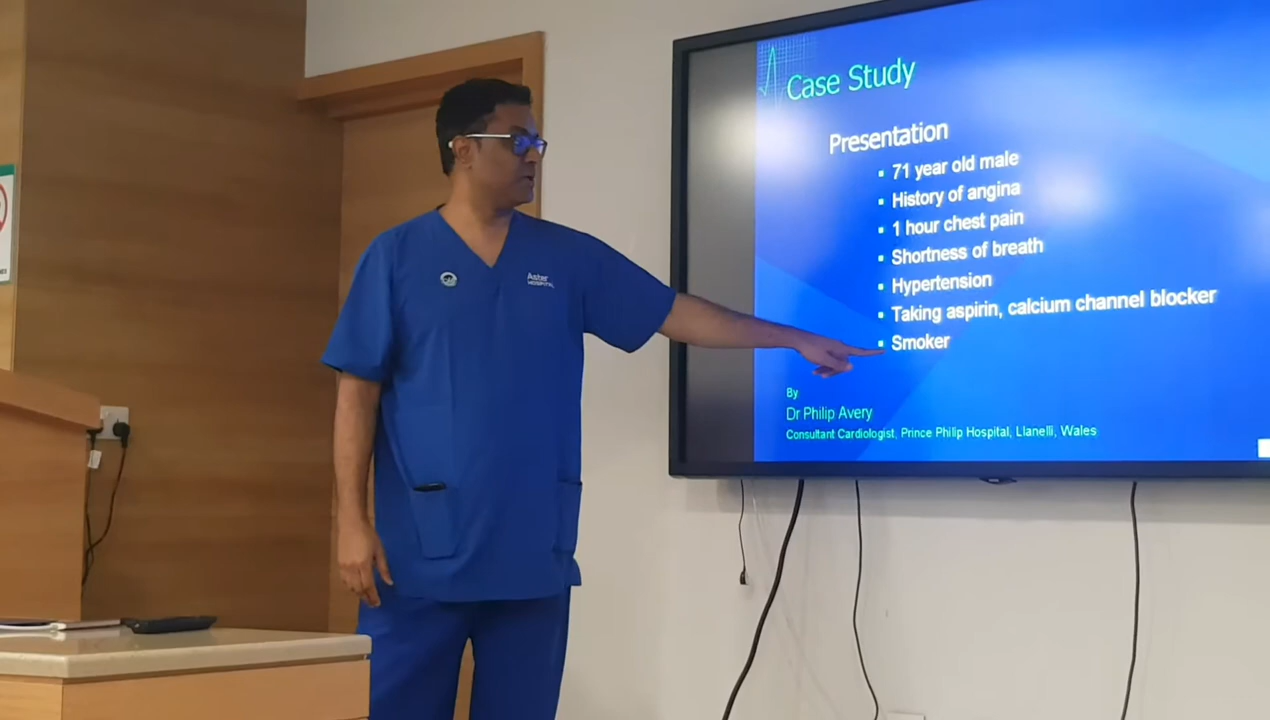 Case Study
Presentation
71 year old male
History of angina
1 hour chest pain
Shortness of breath
Hypertension
Taking aspirin, calcium channel blocker
Smoker
By
Dr Philip Avery
Consultant Cardiologist, Prince Philip Hospital, Llanelli, Wales
Aster
HOSPITAL